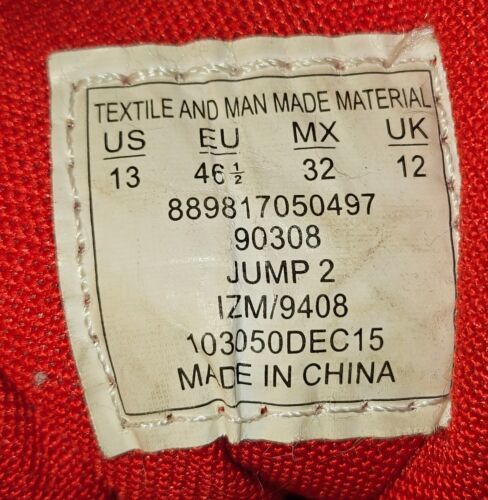 TEXTILE AND MAN MADE MATERIAL
US EU MX UK
13 46 ½ 32 12
889817050497
90308
JUMP 2
IZM/9408
103050DEC15
MADE IN CHINA